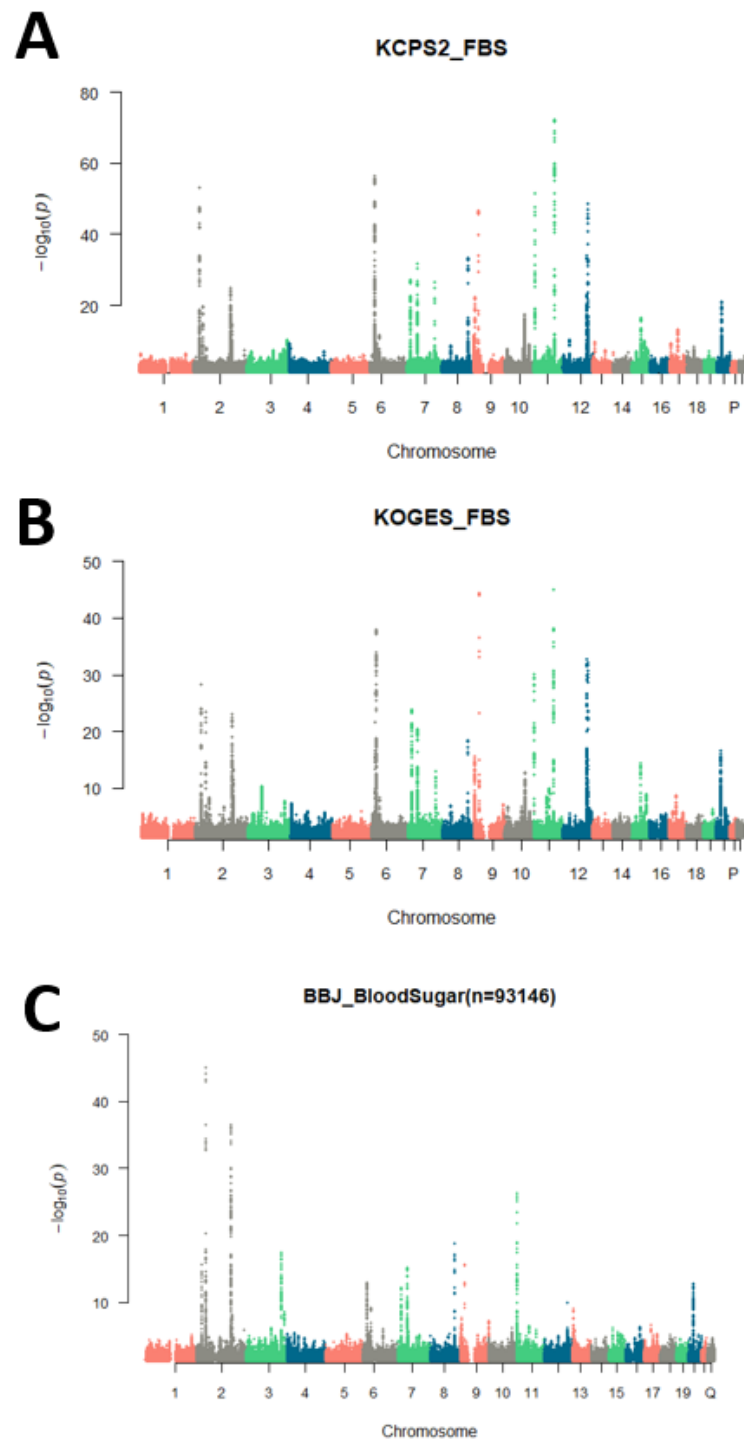 A
KCPS2_FBS
80
60
40
20
−log10(p)
1 2 3 4 5 6 7 8 9 10 12 14 16 18 P
Chromosome
B
KOGES_FBS
50
40
30
20
10
−log10(p)
1 2 3 4 5 6 7 8 9 10 12 14 16 18 P
Chromosome
C
BBJ_BloodSugar(n=93146)
50
40
30
20
10
−log10(p)
1 2 3 4 5 6 7 8 9 10 11 13 15 17 19 Q
Chromosome